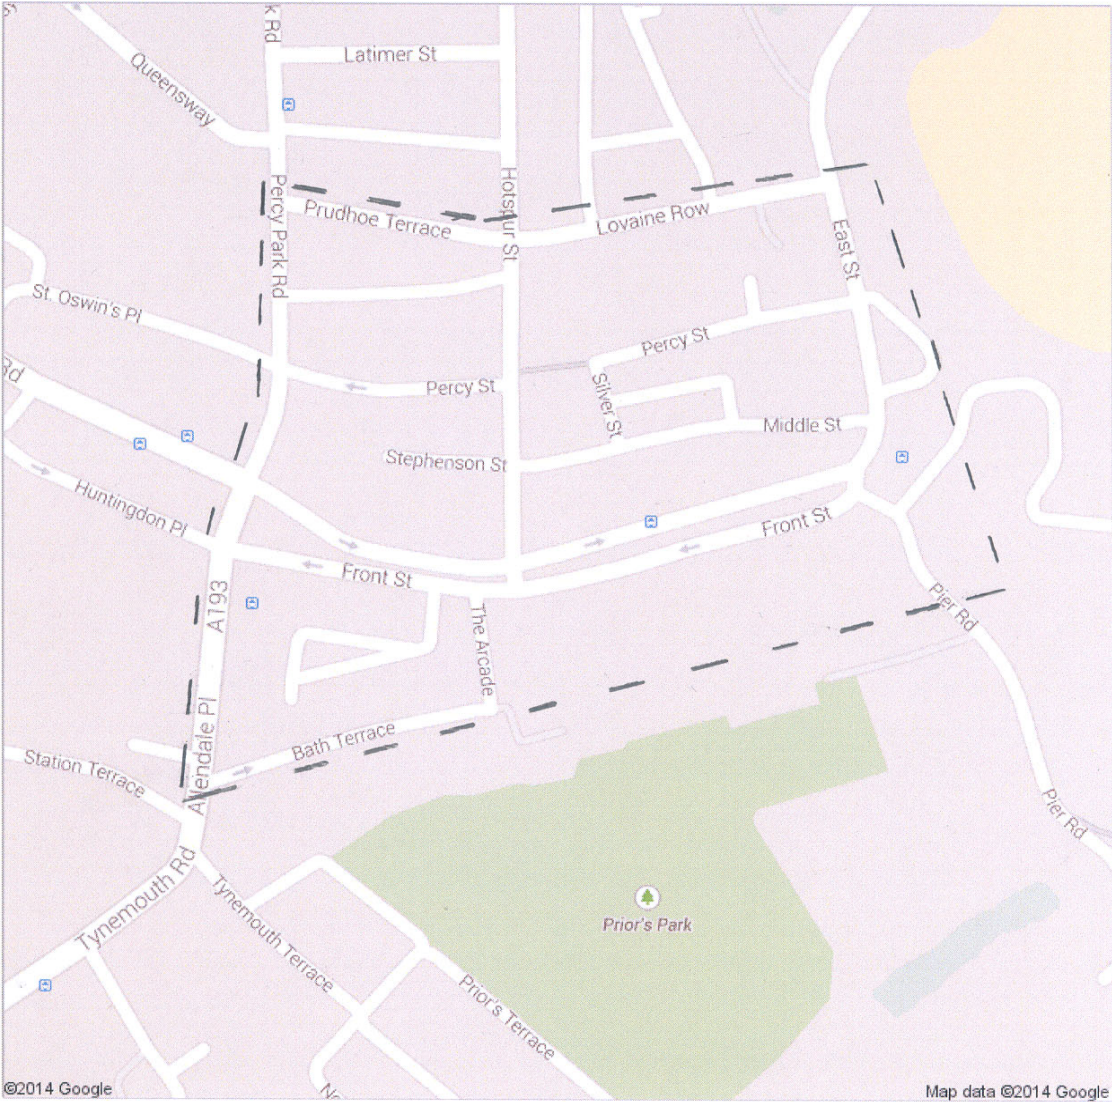 k Rd
Latimer St
Queensway
Percy Park Rd
Hotspur St
Prudhoe Terrace
Lovaine Row
East St
St. Oswin's Pl
Percy St
Percy St
Silver St
Rd
Middle St
Stephenson St
Huntingdon Pl
Front St
Front St
A193
The Arcade
Pier Rd
Allendale Pl
Bath Terrace
Station Terrace
Pier Rd
Tynemouth Rd
Tynemouth Terrace
Prior's Park
Prior's Terrace
©2014 Google
Map data ©2014 Google